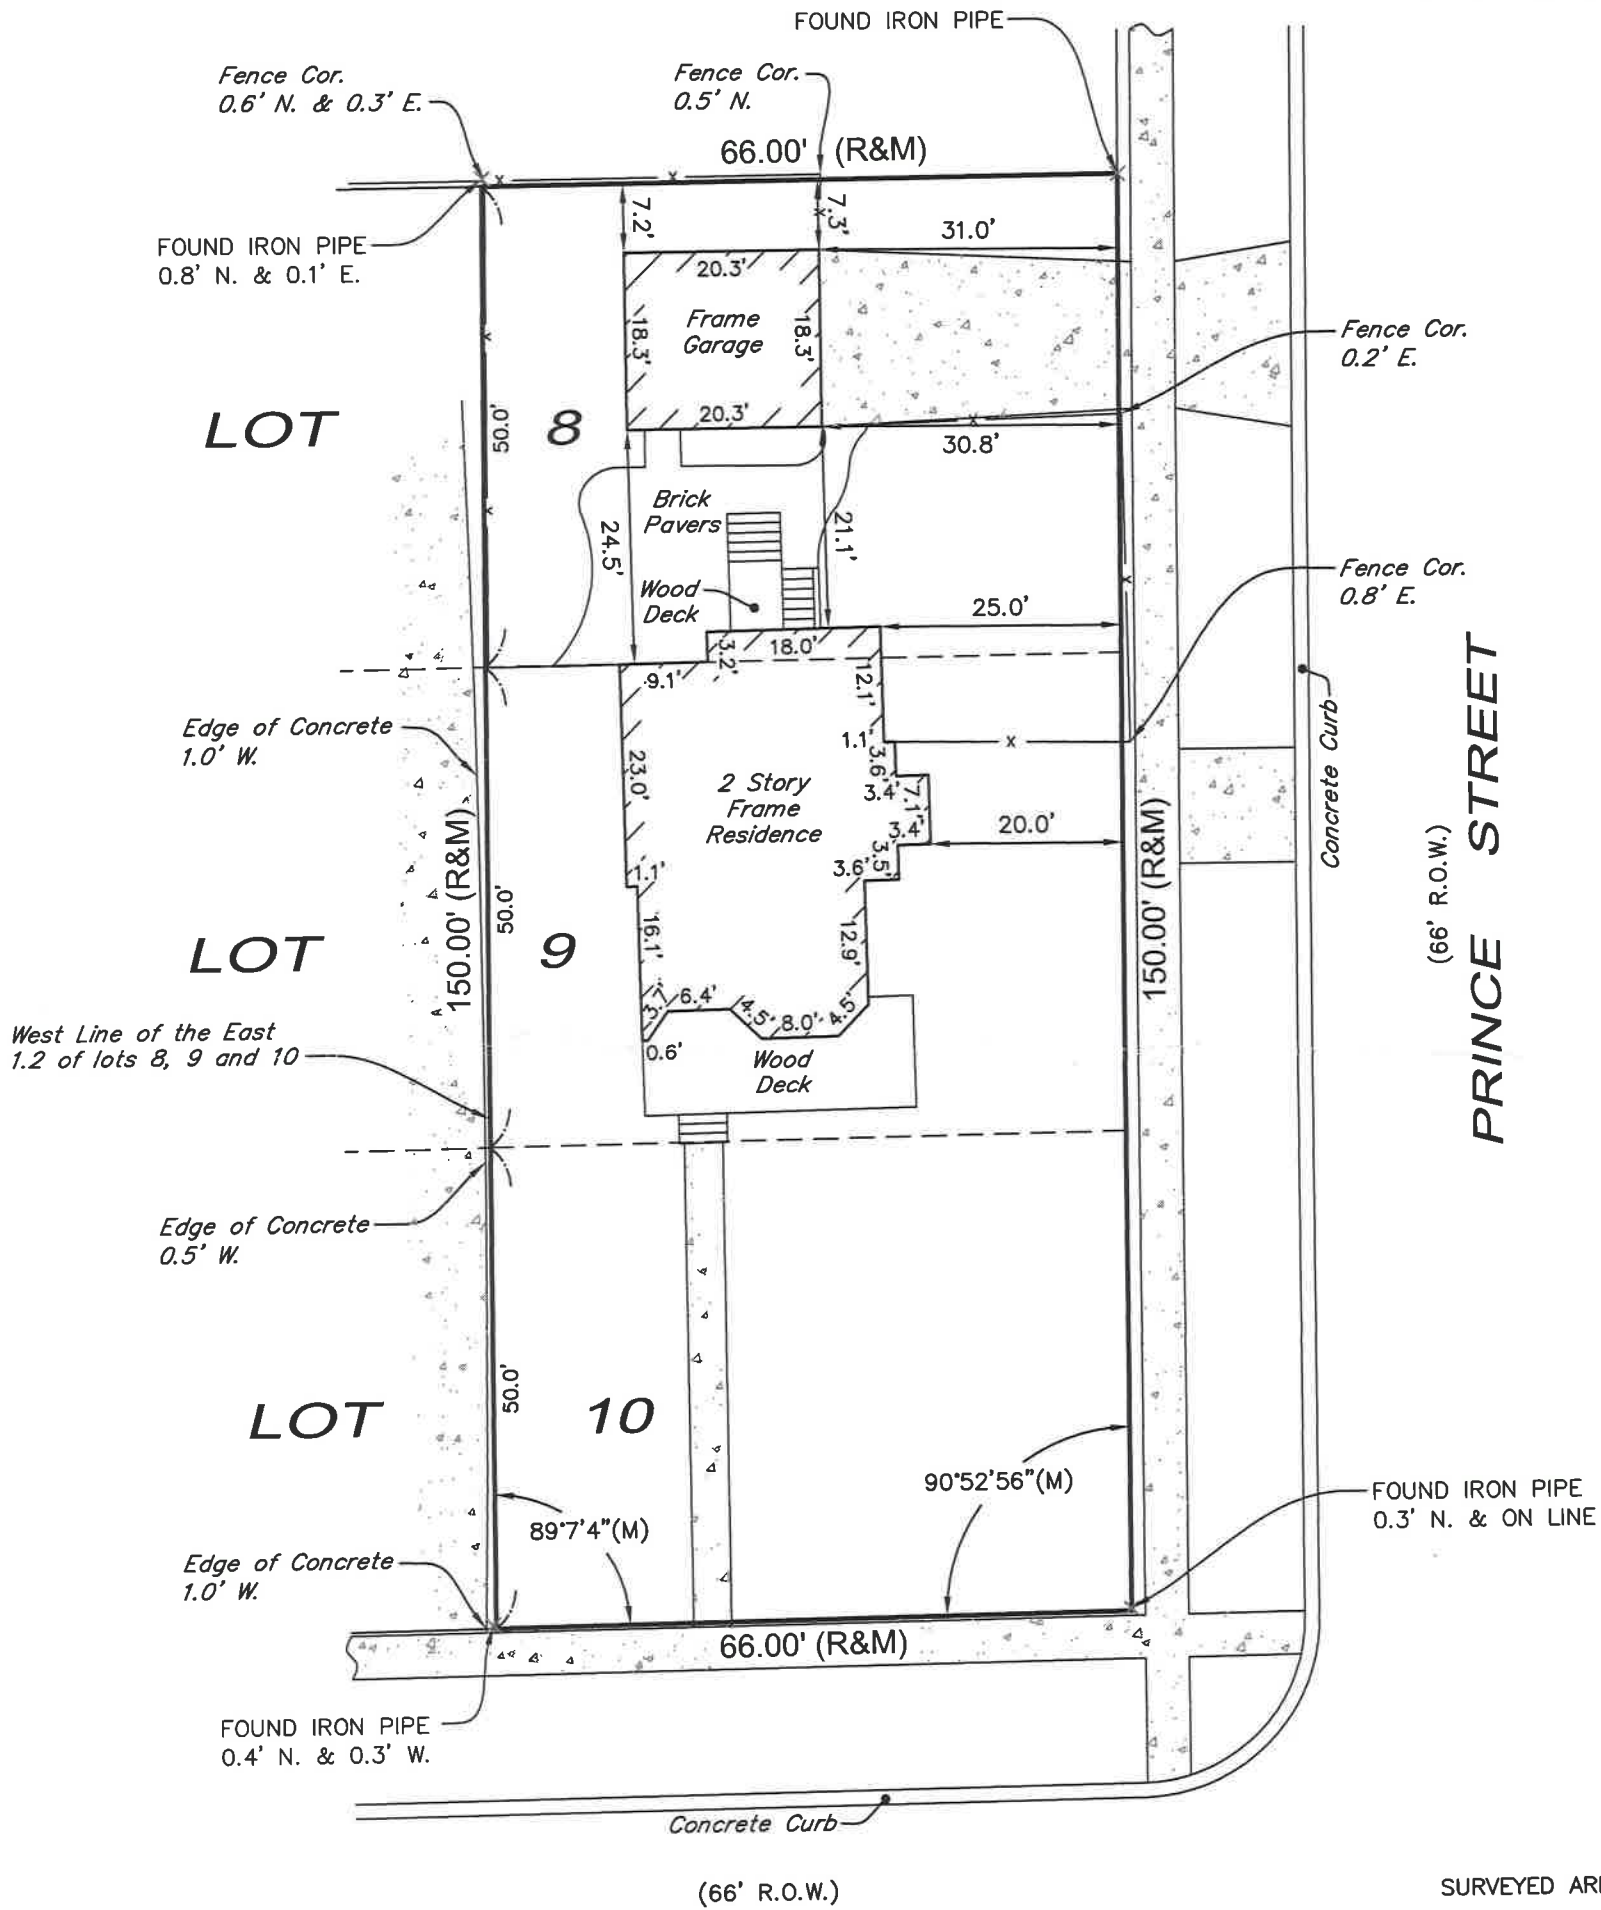 FOUND IRON PIPE
Fence Cor.
0.6' N. & 0.3' E.
Fence Cor.
0.5' N.
66.00' (R&M)
FOUND IRON PIPE
0.8' N. & 0.1' E.
7.2'
7.3'
31.0'
20.3'
Frame
Garage
18.3'
18.3'
20.3'
Fence Cor.
0.2' E.
30.8'
LOT 8
50.0'
Brick
Pavers
24.5'
21.1'
Wood
Deck
Fence Cor.
0.8' E.
25.0'
18.0'
3.2'
9.1'
12.1'
1.1'
3.6'
3.4'
7.1'
3.4'
3.5'
3.6'
Edge of Concrete
1.0' W.
23.0'
2 Story
Frame
Residence
20.0'
Concrete Curb
PRINCE STREET
(66' R.O.W.)
150.00' (R&M)
150.00' (R&M)
50.0'
1.1'
16.1'
12.9'
LOT 9
3.7'
6.4'
4.5'
8.0'
4.5'
0.6'
Wood
Deck
West Line of the East
1.2 of lots 8, 9 and 10
Edge of Concrete
0.5' W.
50.0'
LOT 10
90°52'56"(M)
89°7'4"(M)
FOUND IRON PIPE
0.3' N. & ON LINE
Edge of Concrete
1.0' W.
66.00' (R&M)
FOUND IRON PIPE
0.4' N. & 0.3' W.
Concrete Curb
(66' R.O.W.)
SURVEYED